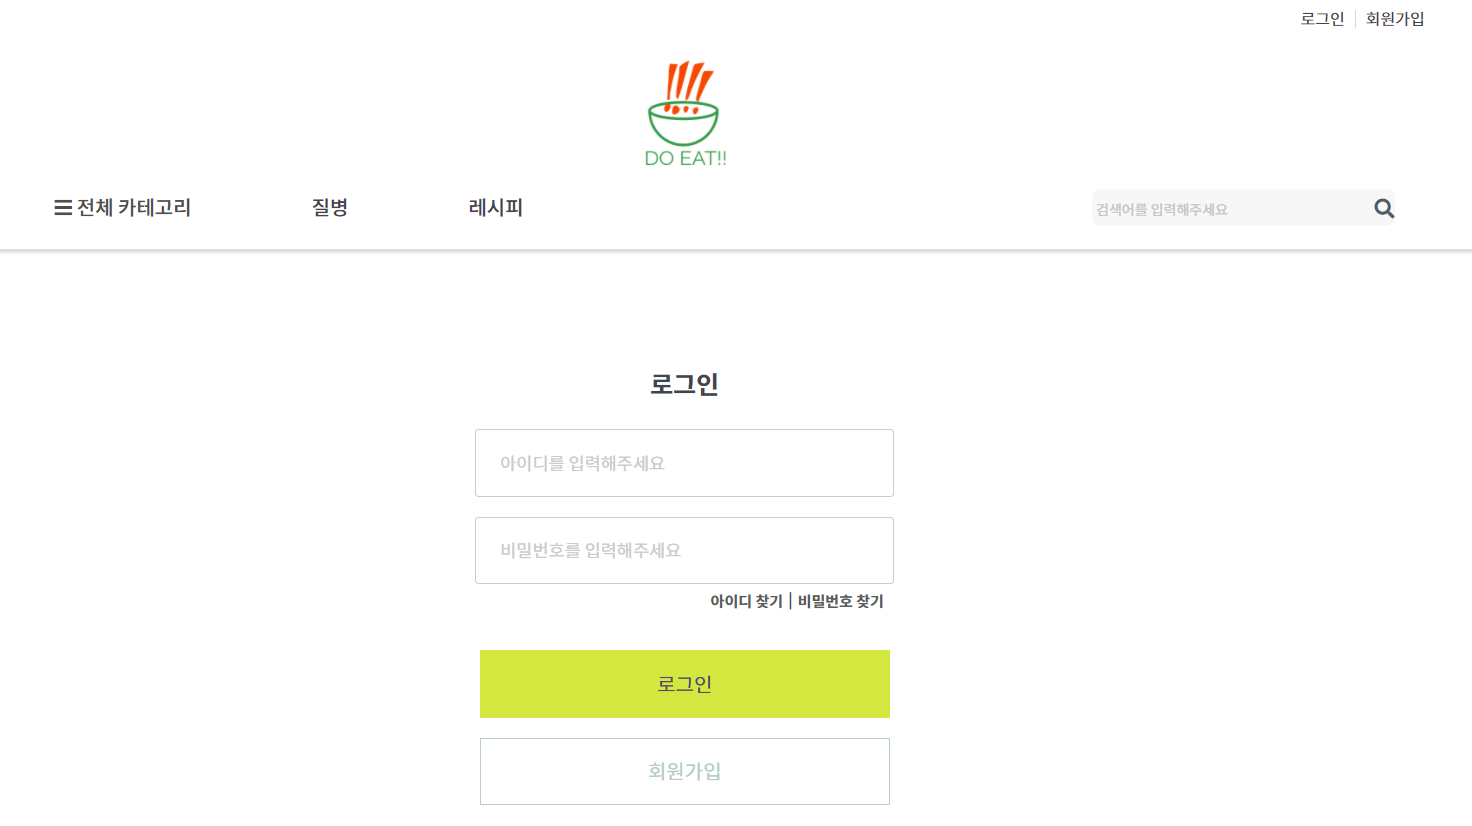 로그인 회원가입
DO EAT!!
전체 카테고리 질병 레시피 검색어를 입력해주세요
로그인
아이디를 입력해주세요
비밀번호를 입력해주세요
아이디 찾기 | 비밀번호 찾기
로그인
회원가입